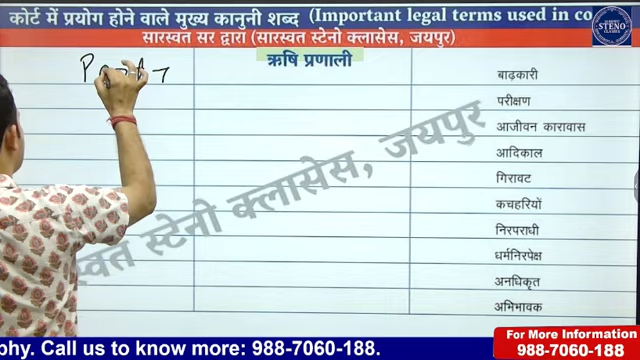 कोर्ट में प्रयोग होने वाले मुख्य कानुनी शब्द (Important legal terms used in co
STENO
सारस्वत सर द्वारा (सारस्वत स्टेनो क्लासेस, जयपुर)
ऋषि प्रणाली
बाढ़कारी
परीक्षण
आजीवन कारावास
आदिकाल
गिरावट
कचहरियों
निरपराधी
धर्मनिरपेक्ष
अनधिकृत
अभिभावक
स्वत स्टेनो क्लासेस, जयपुर
phy. Call us to know more: 988-7060-188.
For More Information
988-7060-188